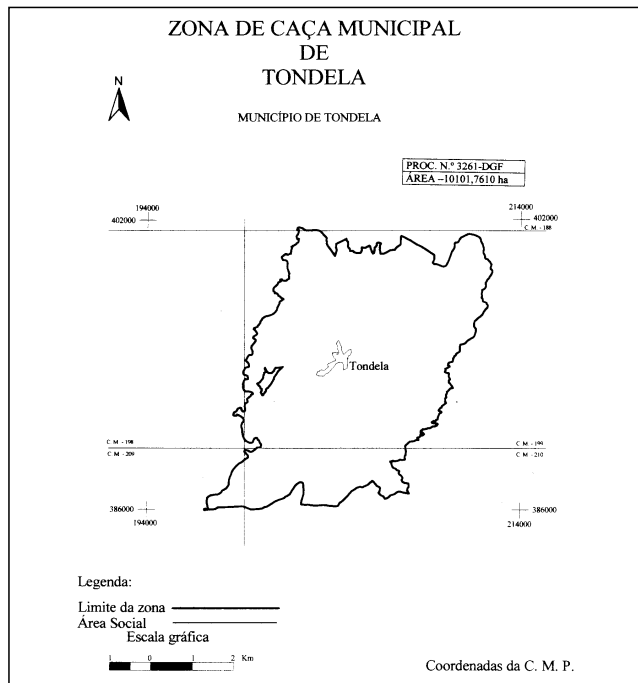 ZONA DE CAÇA MUNICIPAL
DE
TONDELA
N
MUNICÍPIO DE TONDELA
PROC. N.º 3261-DGF
ÁREA –10101,7610 ha
194000
402000
214000
402000
C M - 188
Tondela
C M - 198
C M - 209
C M - 199
C M - 210
386000
194000
386000
214000
Legenda:
Limite da zona
Área Social
Escala gráfica
1 0 1 2 Km
Coordenadas da C. M. P.